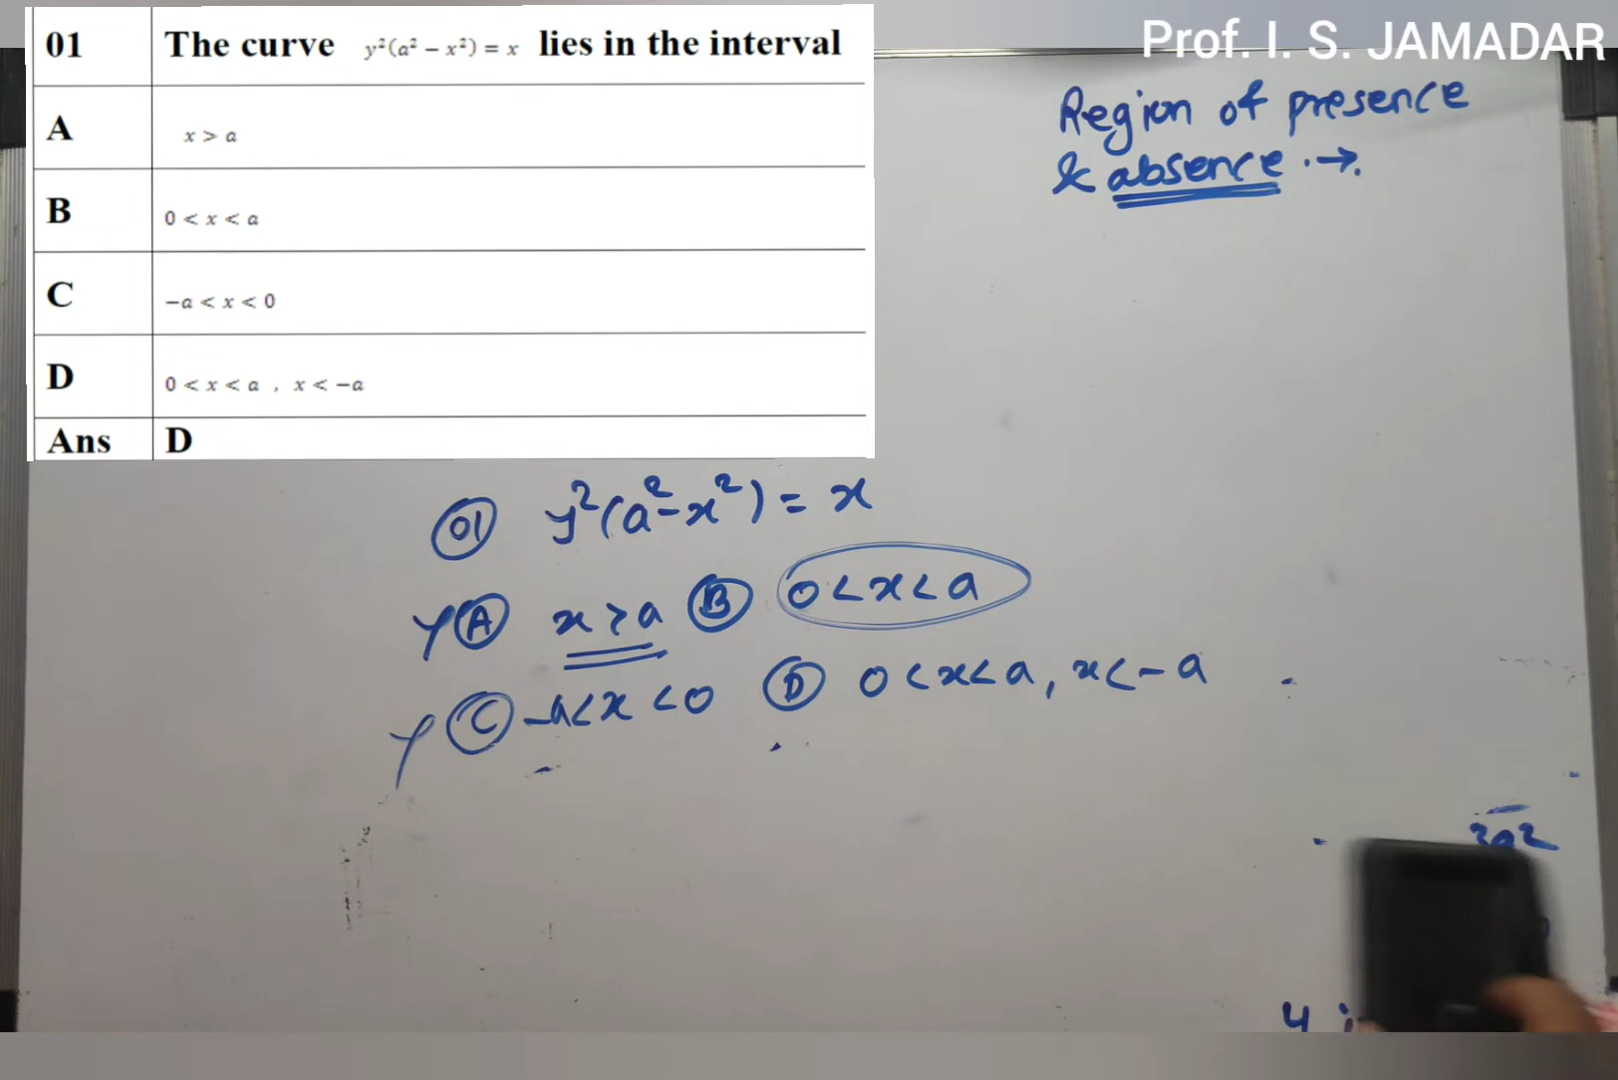 Prof. I. S. JAMADAR
01 The curve y²(a² − x²) = x lies in the interval
A x > a
B 0 < x < a
C −a < x < 0
D 0 < x < a , x < −a
Ans D
Region of presence
& absence . →.
01 y²(a²-x²) = x
A x > a B 0 < x < a
C -a < x < 0 D 0 < x < a, x < -a